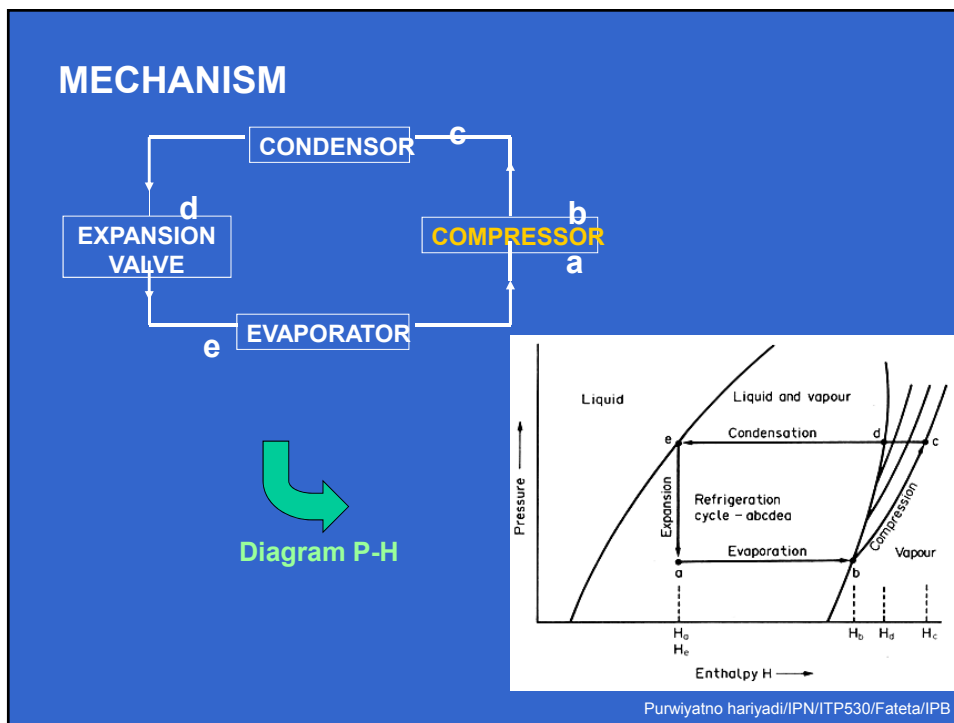 MECHANISM
CONDENSOR
c
d
b
EXPANSION
VALVE
COMPRESSOR
a
EVAPORATOR
e
Diagram P-H
Liquid
Liquid and vapour
e
Condensation
d
c
Pressure
Expansion
Refrigeration
cycle - abcdea
Compression
Evaporation
Vapour
a
b
Ha
Hb
Hd
Hc
He
Enthalpy H
Purwiyatno hariyadi/IPN/ITP530/Fateta/IPB